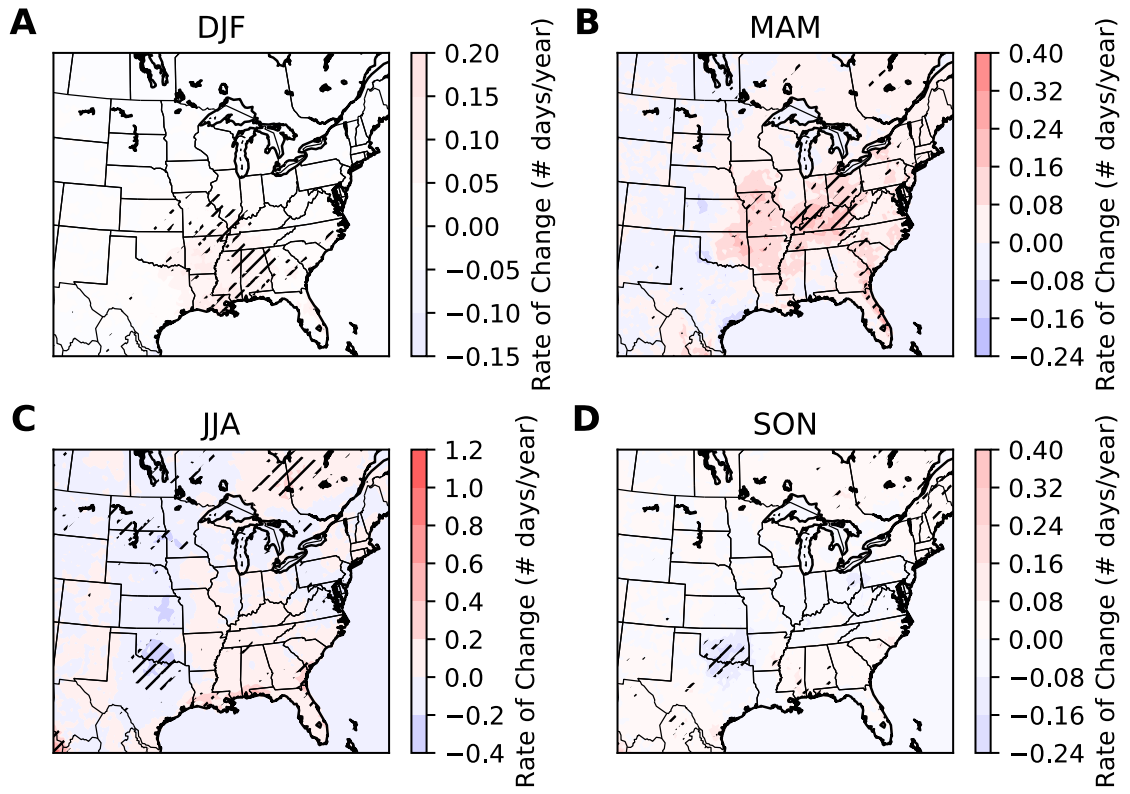 A
DJF
0.20
0.15
0.10
0.05
0.00
−0.05
−0.10
−0.15
Rate of Change (# days/year)
B
MAM
0.40
0.32
0.24
0.16
0.08
0.00
−0.08
−0.16
−0.24
Rate of Change (# days/year)
C
JJA
1.2
1.0
0.8
0.6
0.4
0.2
0.0
−0.2
−0.4
Rate of Change (# days/year)
D
SON
0.40
0.32
0.24
0.16
0.08
0.00
−0.08
−0.16
−0.24
Rate of Change (# days/year)